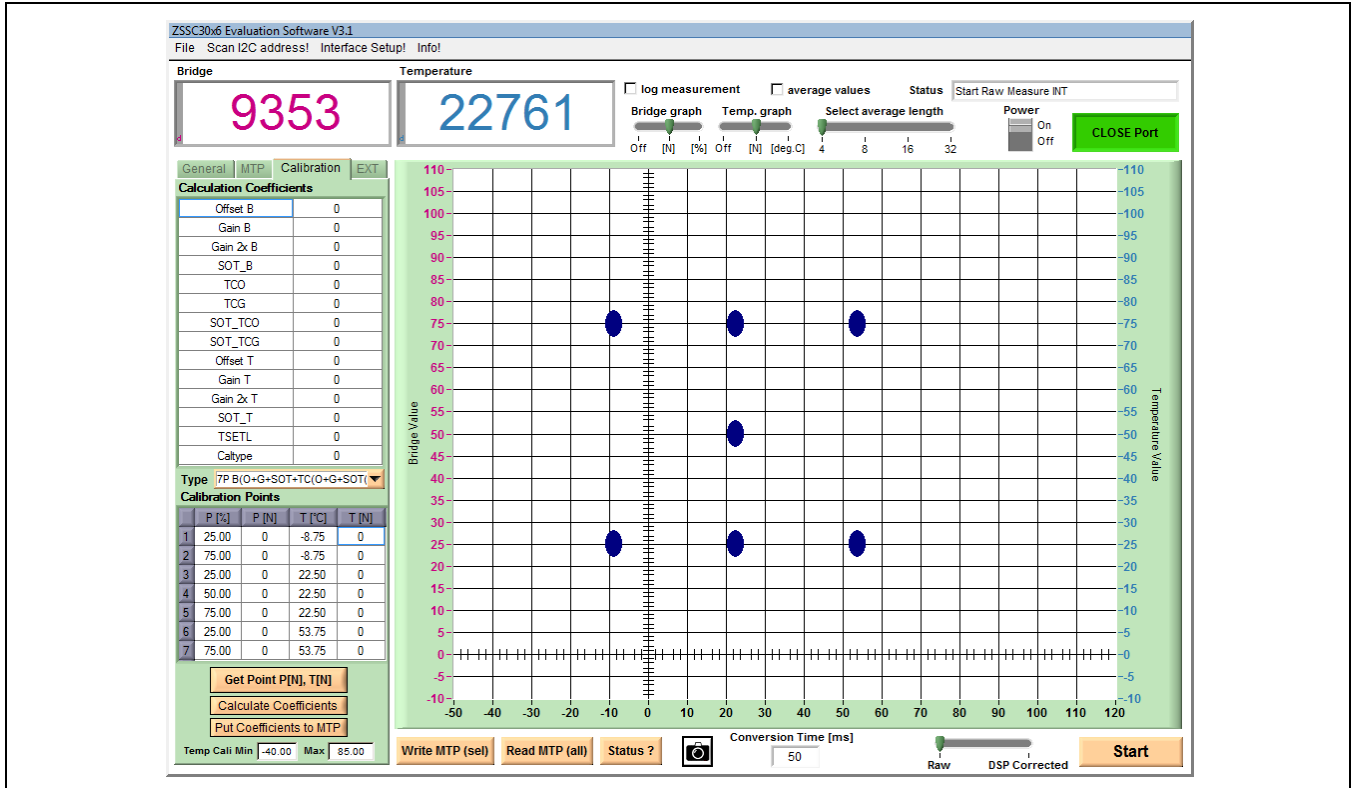 ZSSC30x6 Evaluation Software V3.1
File Scan I2C address! Interface Setup! Info!
Bridge
9353
Temperature
22761
log measurement
average values
Status Start Raw Measure INT
Bridge graph
Off [N] [%]
Temp. graph
Off [N] [deg.C]
Select average length
4 8 16 32
Power
On
Off
CLOSE Port
General MTP Calibration EXT
Calculation Coefficients
Offset B 0
Gain B 0
Gain 2x B 0
SOT_B 0
TCO 0
TCG 0
SOT_TCO 0
SOT_TCG 0
Offset T 0
Gain T 0
Gain 2x T 0
SOT_T 0
TSETL 0
Caltype 0
Type 7P B(O+G+SOT+TC(O+G+SOT(
Calibration Points
P [%] P [N] T [°C] T [N]
1 25.00 0 -8.75 0
2 75.00 0 -8.75 0
3 25.00 0 22.50 0
4 50.00 0 22.50 0
5 75.00 0 22.50 0
6 25.00 0 53.75 0
7 75.00 0 53.75 0
Get Point P[N], T[N]
Calculate Coefficients
Put Coefficients to MTP
Temp Cali Min -40.00 Max 85.00
Bridge Value
110
105
100
95
90
85
80
75
70
65
60
55
50
45
40
35
30
25
20
15
10
5
0
-5
-10
-50 -40 -30 -20 -10 0 10 20 30 40 50 60 70 80 90 100 110 120
110
105
100
95
90
85
80
75
70
65
60
55
50
45
40
35
30
25
20
15
10
5
0
-5
-10
Temperature Value
Write MTP (sel)
Read MTP (all)
Status ?
Conversion Time [ms]
50
Raw DSP Corrected
Start